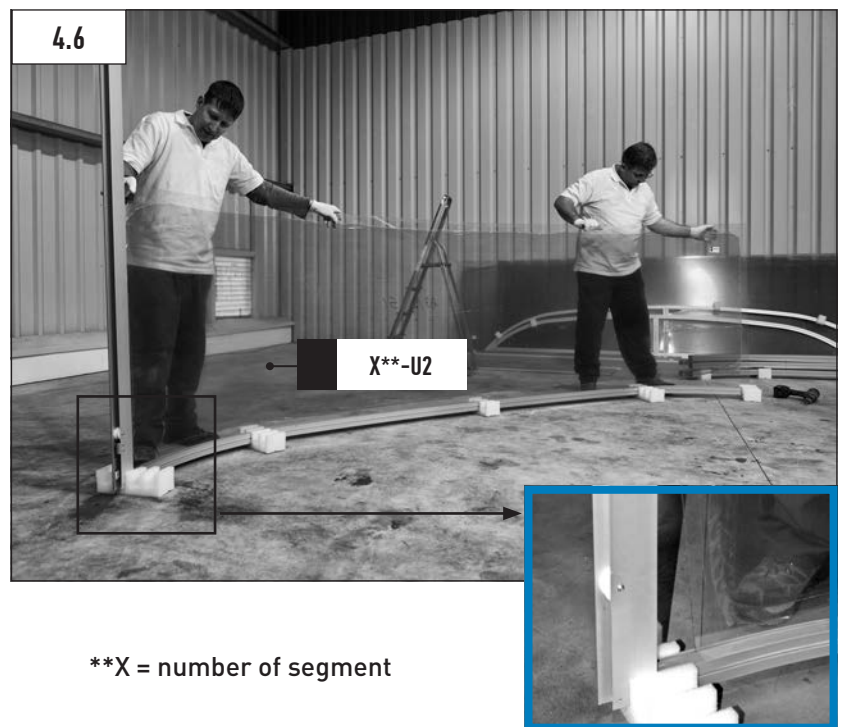 4.6
X**-U2
**X = number of segment